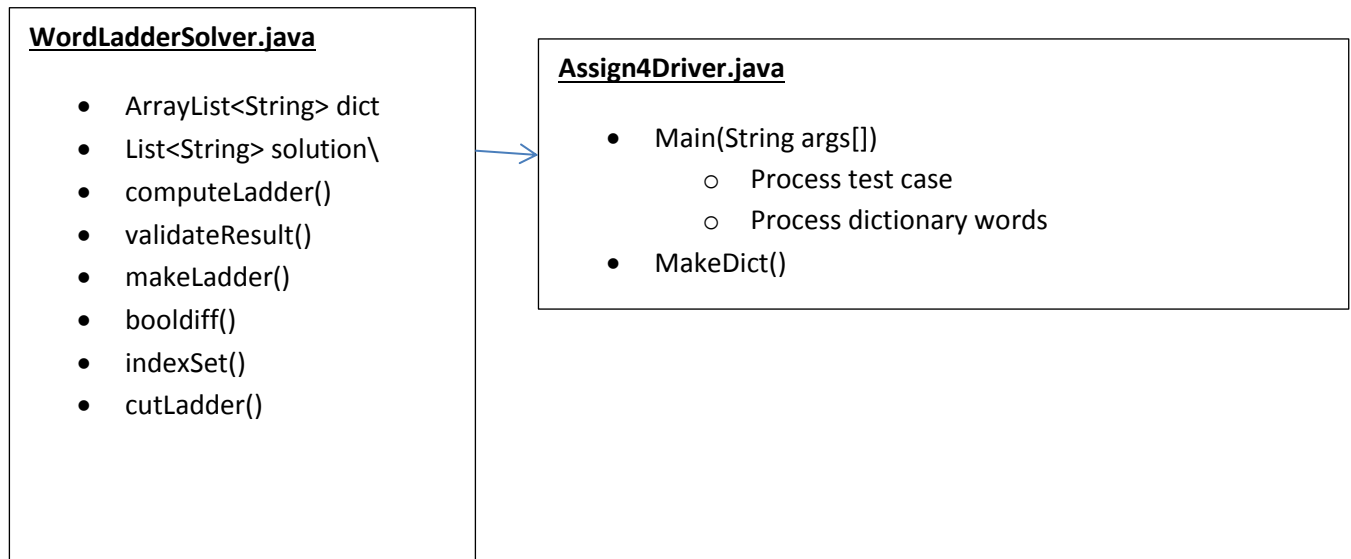 WordLadderSolver.java
• ArrayList<String> dict
• List<String> solution\
• computeLadder()
• validateResult()
• makeLadder()
• booldiff()
• indexSet()
• cutLadder()
Assign4Driver.java
• Main(String args[])
o Process test case
o Process dictionary words
• MakeDict()